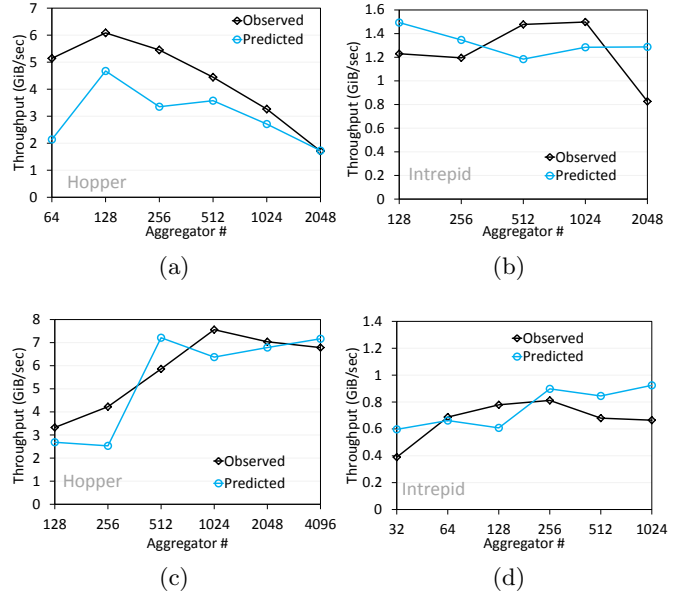 7
6
5
4
3
2
1
0
Throughput (GiB/sec)
Observed
Predicted
Hopper
64 128 256 512 1024 2048
Aggregator #
(a)
1.6
1.4
1.2
1
0.8
0.6
0.4
0.2
0
Throughput (GiB/sec)
Observed
Predicted
Intrepid
128 256 512 1024 2048
Aggregator #
(b)
8
7
6
5
4
3
2
1
0
Throughput (GiB/sec)
Observed
Predicted
Hopper
128 256 512 1024 2048 4096
Aggregator #
(c)
1.4
1.2
1
0.8
0.6
0.4
0.2
0
Throughput (GiB/sec)
Observed
Predicted
Intrepid
32 64 128 256 512 1024
Aggregator #
(d)